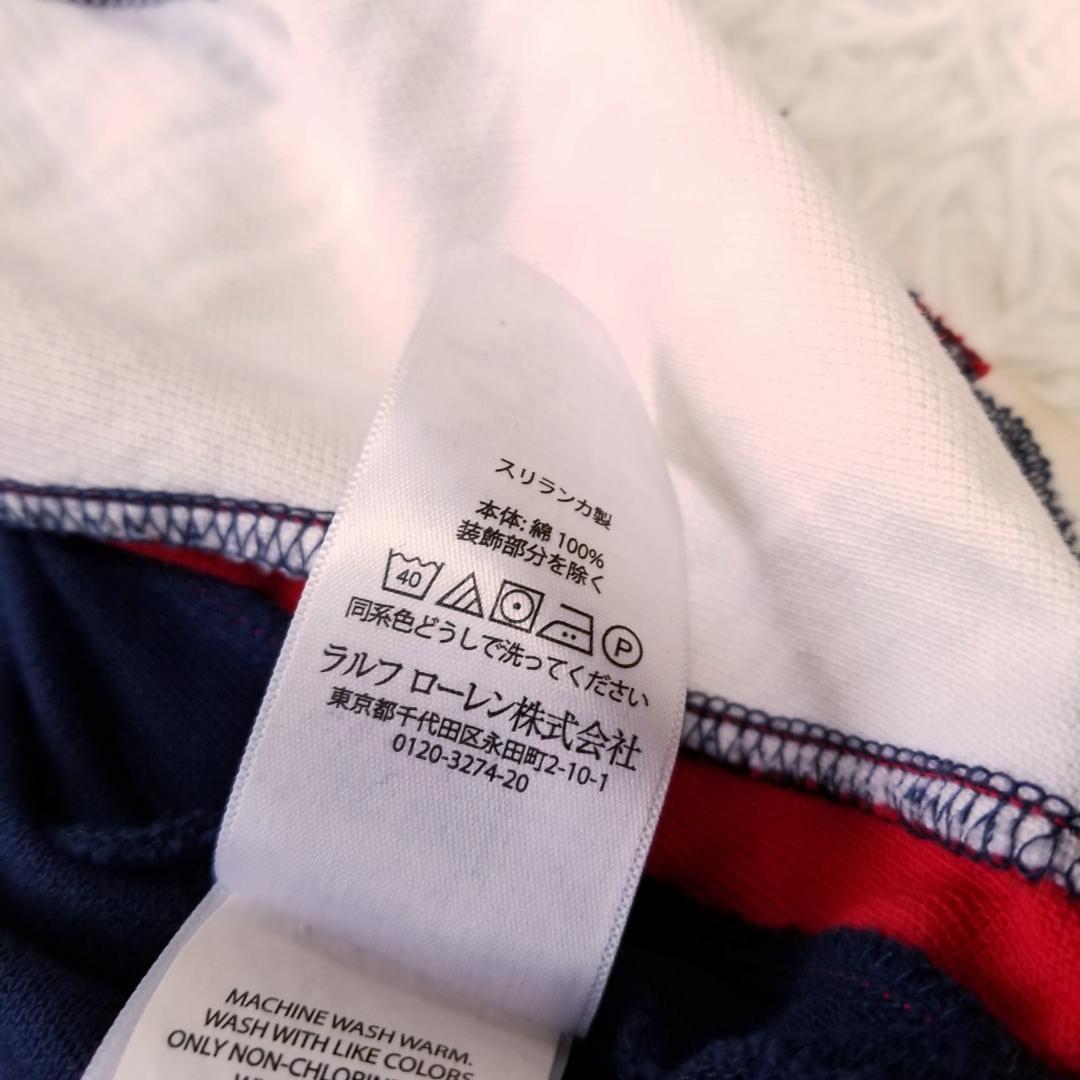 スリランカ製
本体: 綿 100%
装飾部分を除く
40 P
同系色どうしで洗ってください
ラルフ ローレン株式会社
東京都千代田区永田町2-10-1
0120-3274-20
MACHINE WASH WARM.
WASH WITH LIKE COLORS
ONLY NON-CHLORINE